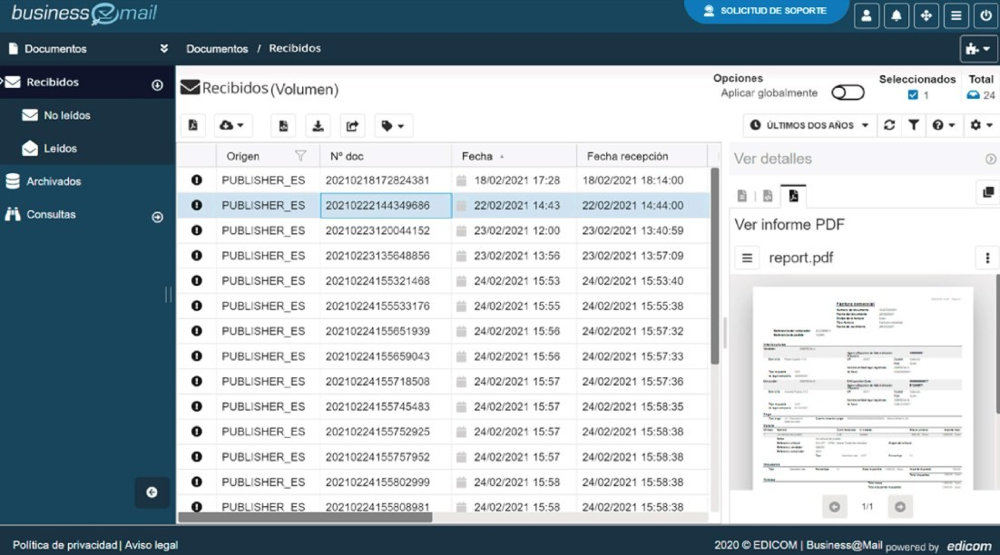 business@mail
SOLICITUD DE SOPORTE
Documentos
Documentos / Recibidos
Recibidos
No leídos
Leídos
Archivados
Consultas
Recibidos (Volumen)
Opciones
Aplicar globalmente
Seleccionados
1
Total
24
ÚLTIMOS DOS AÑOS
Origen Nº doc Fecha Fecha recepción
PUBLISHER_ES 20210218172824381 18/02/2021 17:28 18/02/2021 18:14:00
PUBLISHER_ES 20210222144349686 22/02/2021 14:43 22/02/2021 14:44:00
PUBLISHER_ES 20210223120044152 23/02/2021 12:00 23/02/2021 13:40:59
PUBLISHER_ES 20210223135648856 23/02/2021 13:56 23/02/2021 13:57:09
PUBLISHER_ES 20210224155321468 24/02/2021 15:53 24/02/2021 15:53:40
PUBLISHER_ES 20210224155533176 24/02/2021 15:55 24/02/2021 15:55:38
PUBLISHER_ES 20210224155651939 24/02/2021 15:56 24/02/2021 15:57:32
PUBLISHER_ES 20210224155659043 24/02/2021 15:56 24/02/2021 15:57:33
PUBLISHER_ES 20210224155718508 24/02/2021 15:57 24/02/2021 15:57:36
PUBLISHER_ES 20210224155745483 24/02/2021 15:57 24/02/2021 15:58:35
PUBLISHER_ES 20210224155752925 24/02/2021 15:57 24/02/2021 15:58:38
PUBLISHER_ES 20210224155757952 24/02/2021 15:57 24/02/2021 15:58:38
PUBLISHER_ES 20210224155802999 24/02/2021 15:58 24/02/2021 15:58:38
PUBLISHER_ES 20210224155808981 24/02/2021 15:58 24/02/2021 15:58:38
Ver detalles
Ver informe PDF
report.pdf
Factura comercial
1/1
Política de privacidad | Aviso legal
2020 © EDICOM | Business@Mail powered by edicom